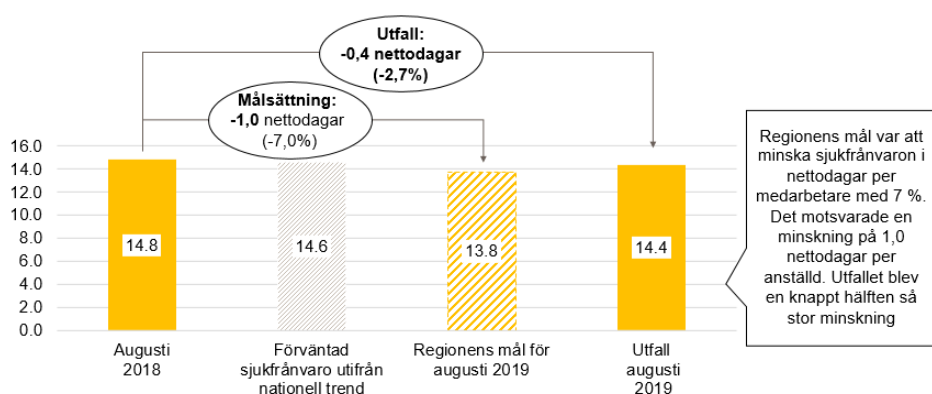 Utfall:
-0,4 nettodagar
(-2,7%)
Målsättning:
-1,0 nettodagar
(-7,0%)
16.0
14.0
12.0
10.0
8.0
6.0
4.0
2.0
0.0
14.8
14.6
13.8
14.4
Augusti
2018
Förväntad
sjukfrånvaro utifrån
nationell trend
Regionens mål för
augusti 2019
Utfall
augusti
2019
Regionens mål var att
minska sjukfrånvaron i
nettodagar per
medarbetare med 7 %.
Det motsvarade en
minskning på 1,0
nettodagar per
anställd. Utfallet blev
en knappt hälften så
stor minskning